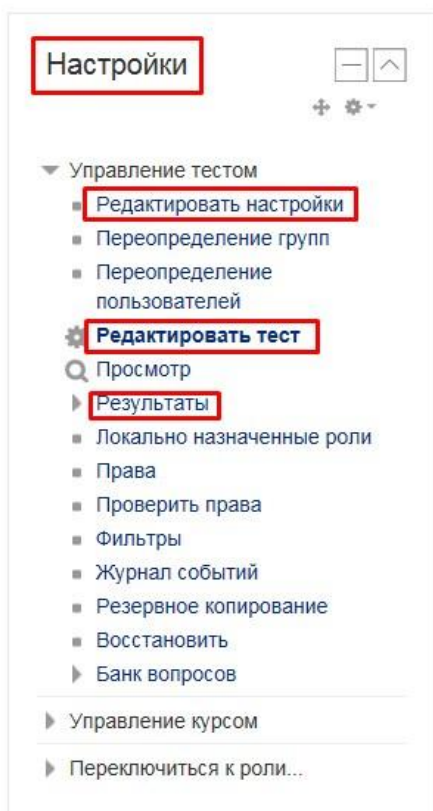 Настройки
Управление тестом
Редактировать настройки
Переопределение групп
Переопределение
пользователей
Редактировать тест
Просмотр
Результаты
Локально назначенные роли
Права
Проверить права
Фильтры
Журнал событий
Резервное копирование
Восстановить
Банк вопросов
Управление курсом
Переключиться к роли...